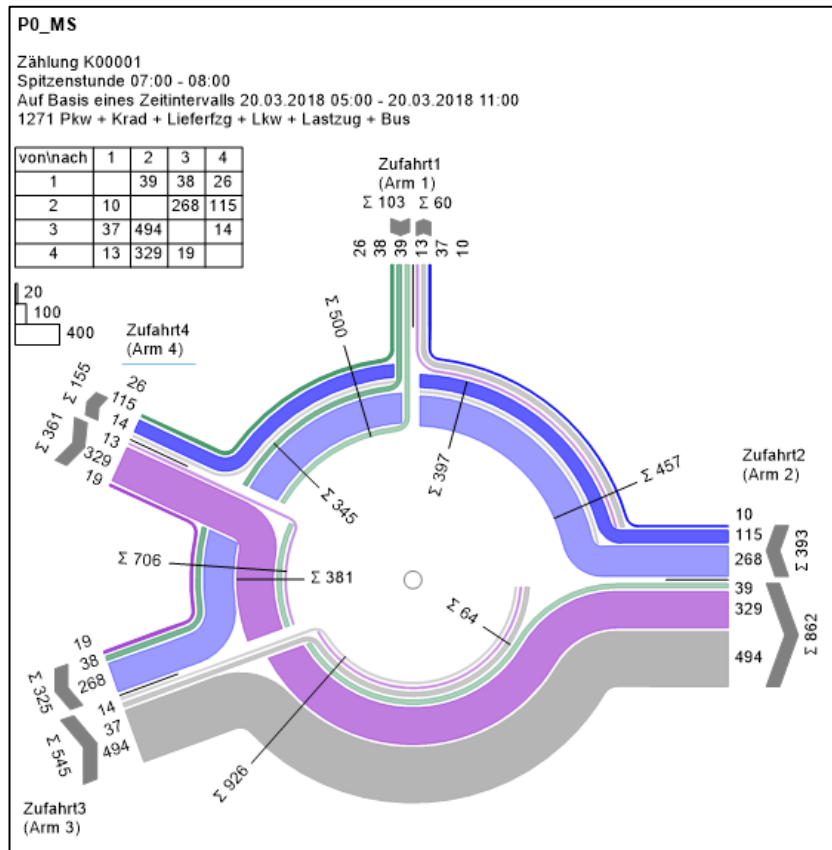 P0_MS
Zählung K00001
Spitzenstunde 07:00 - 08:00
Auf Basis eines Zeitintervalls 20.03.2018 05:00 - 20.03.2018 11:00
1271 Pkw + Krad + Lieferfzg + Lkw + Lastzug + Bus
von\nach 1 2 3 4
1 39 38 26
2 10 268 115
3 37 494 14
4 13 329 19
20
100
400
Zufahrt1
(Arm 1)
Σ 103 Σ 60
26 38 39 13 37 10
Zufahrt4
(Arm 4)
Σ 155
Σ 361
26
115
14
13
329
19
Σ 500
Σ 397
Σ 457
Σ 345
Zufahrt2
(Arm 2)
10
115
268
Σ 393
39
329
494
Σ 862
Σ 706
Σ 381
Σ 64
Σ 926
19
38
268
Σ 325
14
37
494
Σ 545
Zufahrt3
(Arm 3)